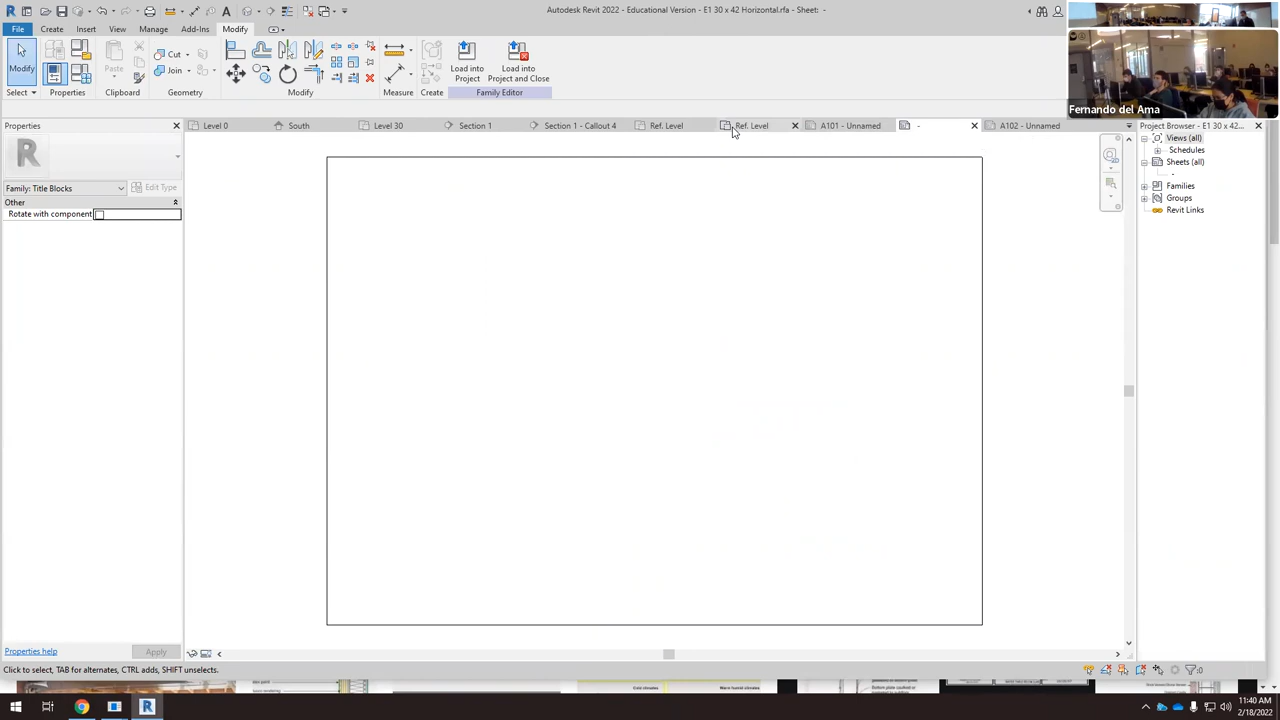 Autodesk Revit 2022 - Educational Version - E1 30 x 42 Horizontal.rfa - Sheet: -
File Create Insert View Manage Add-Ins Modify
Modify
Cut
Join
Paste
Load into Project
Load into Project and Close
Select Properties Clipboard Geometry Modify Measure Create Family Editor
Fernando del Ama
Properties
Level 0 South Level 30 Section 1 Section 1 - Callout 4 Ref. Level Ref. Level A101 - Unnamed - A102 - Unnamed
Project Browser - E1 30 x 42...
Family: Title Blocks
Edit Type
Other
Rotate with component
Views (all)
Schedules
Sheets (all)
-
Families
Groups
Revit Links
Properties help
Apply
Click to select, TAB for alternates, CTRL adds, SHIFT unselects.
:0
11:40 AM
2/18/2022